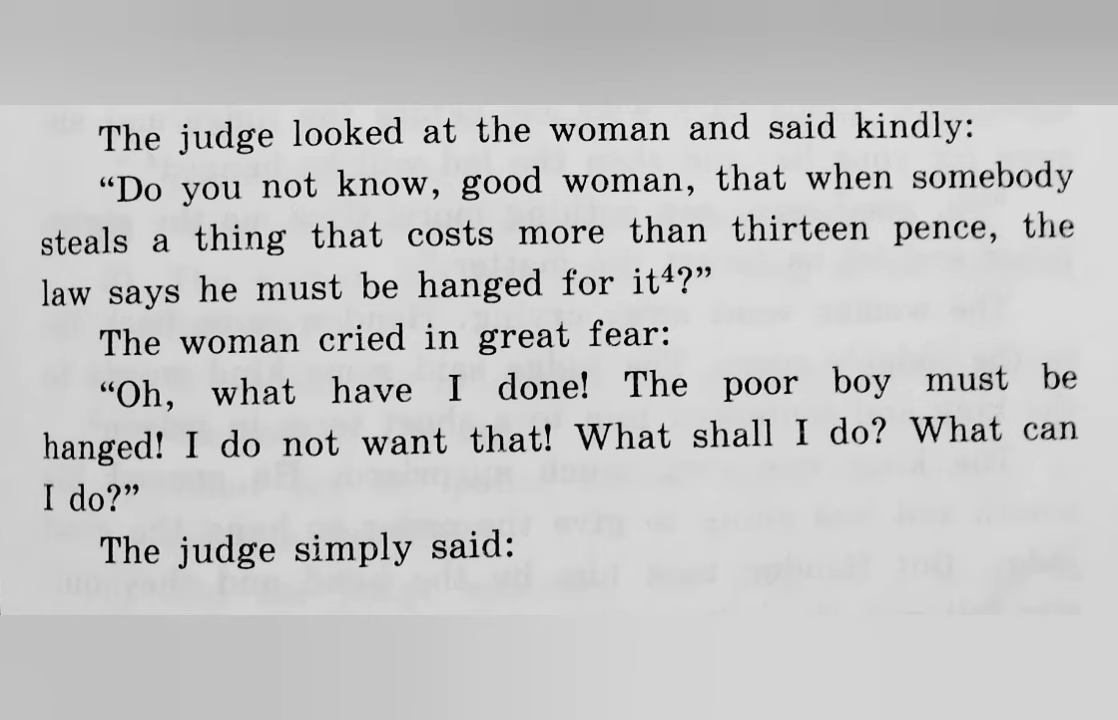 The judge looked at the woman and said kindly:
“Do you not know, good woman, that when somebody
steals a thing that costs more than thirteen pence, the
law says he must be hanged for it⁴?”
The woman cried in great fear:
“Oh, what have I done! The poor boy must be
hanged! I do not want that! What shall I do? What can
I do?”
The judge simply said: